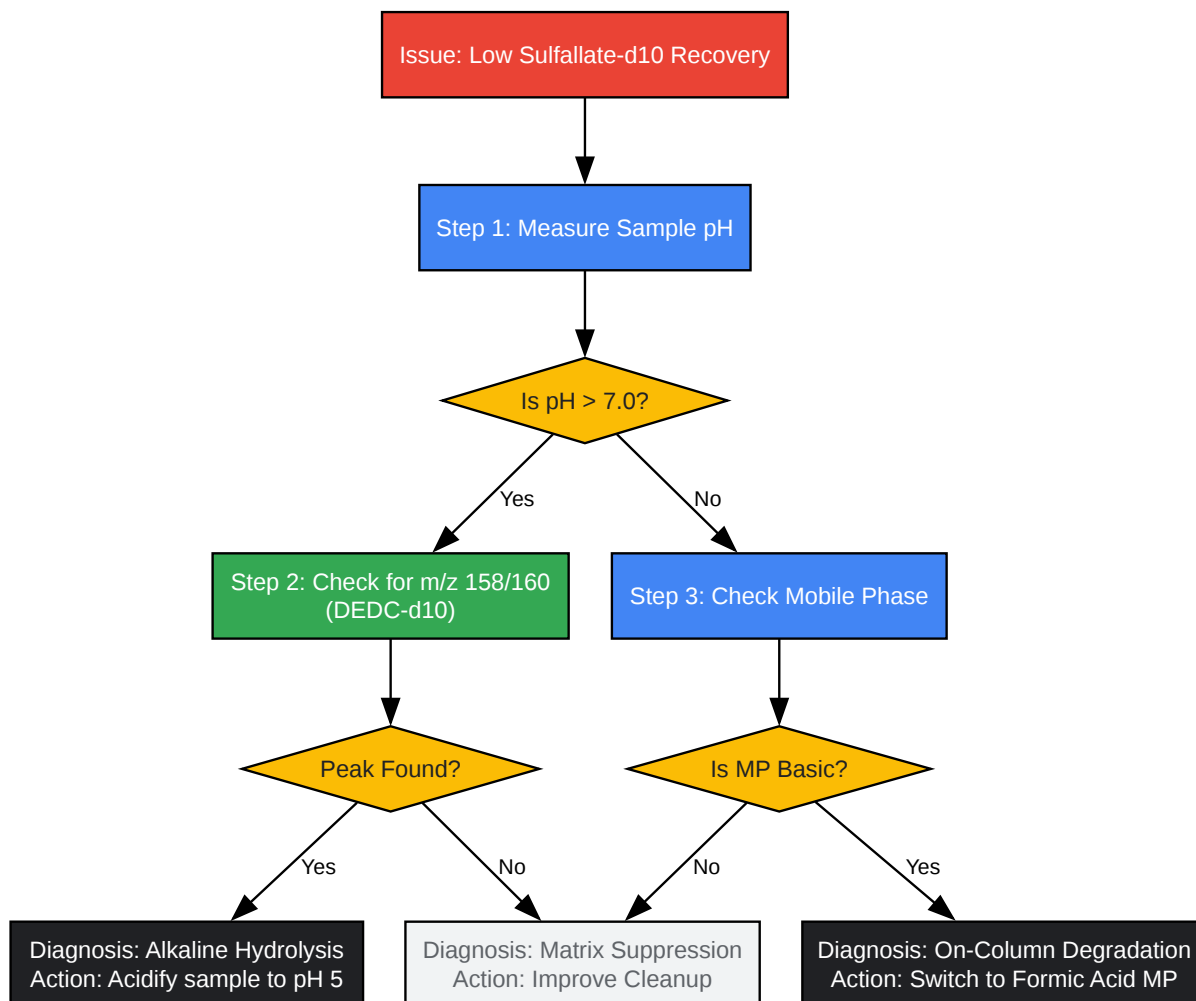 Issue: Low Sulfallate-d10 Recovery
Step 1: Measure Sample pH
Is pH > 7.0?
Yes
No
Step 2: Check for m/z 158/160
(DEDC-d10)
Step 3: Check Mobile Phase
Peak Found?
Is MP Basic?
Yes
No
No
Yes
Diagnosis: Alkaline Hydrolysis
Action: Acidify sample to pH 5
Diagnosis: Matrix Suppression
Action: Improve Cleanup
Diagnosis: On-Column Degradation
Action: Switch to Formic Acid MP